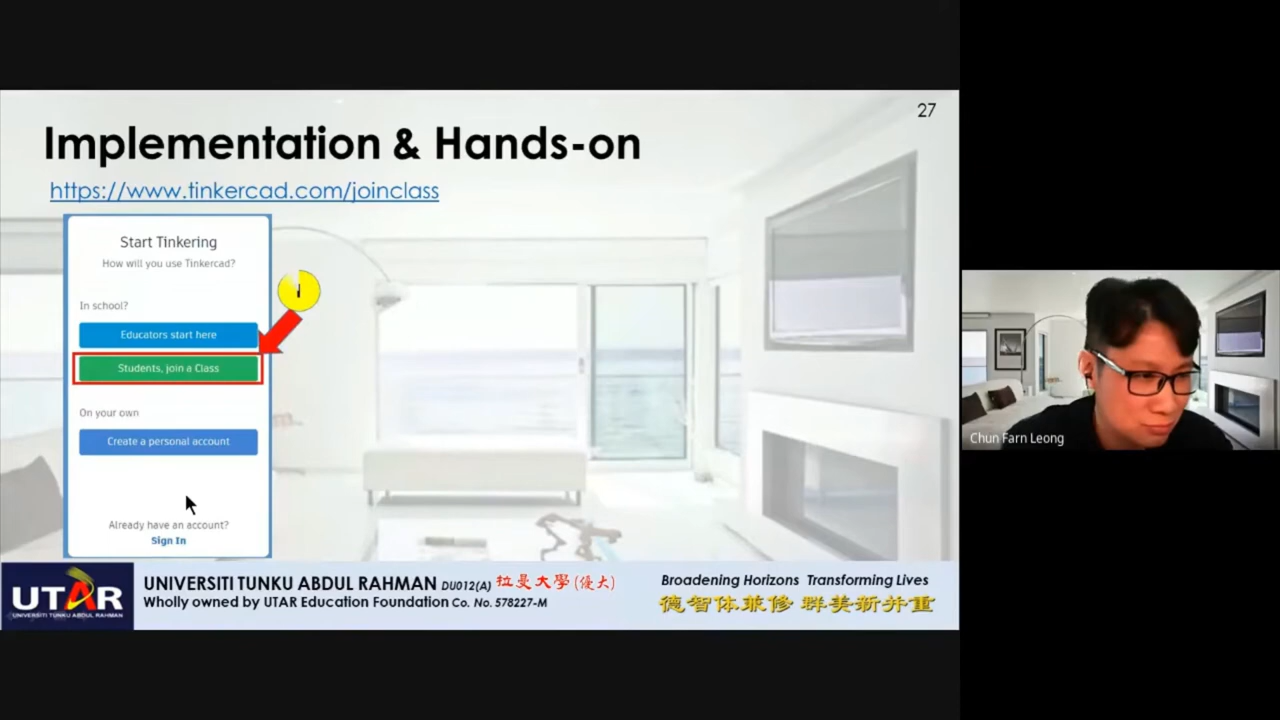 27
Implementation & Hands-on
https://www.tinkercad.com/joinclass
Start Tinkering
How will you use Tinkercad?
In school?
Educators start here
Students, join a Class
On your own
Create a personal account
Already have an account?
Sign In
Chun Farn Leong
UTAR
UNIVERSITI TUNKU ABDUL RAHMAN
UNIVERSITI TUNKU ABDUL RAHMAN DU012(A) 拉曼大學(優大)
Wholly owned by UTAR Education Foundation Co. No. 578227-M
Broadening Horizons Transforming Lives
德智体兼修 群美新并重